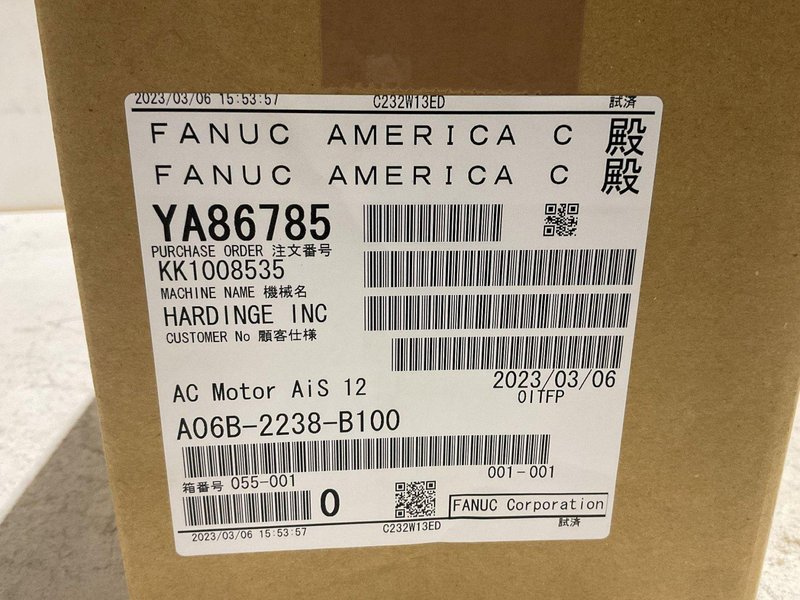 2023/03/06 15:53:57 C232W13ED 試済
FANUC AMERICA C 殿
FANUC AMERICA C 殿
YA86785
PURCHASE ORDER 注文番号
KK1008535
MACHINE NAME 機械名
HARDINGE INC
CUSTOMER No 顧客仕様
AC Motor AiS 12 2023/03/06
0ITFP
A06B-2238-B100
箱番号 055-001 001-001
0
FANUC Corporation
2023/03/06 15:53:57 C232W13ED 試済